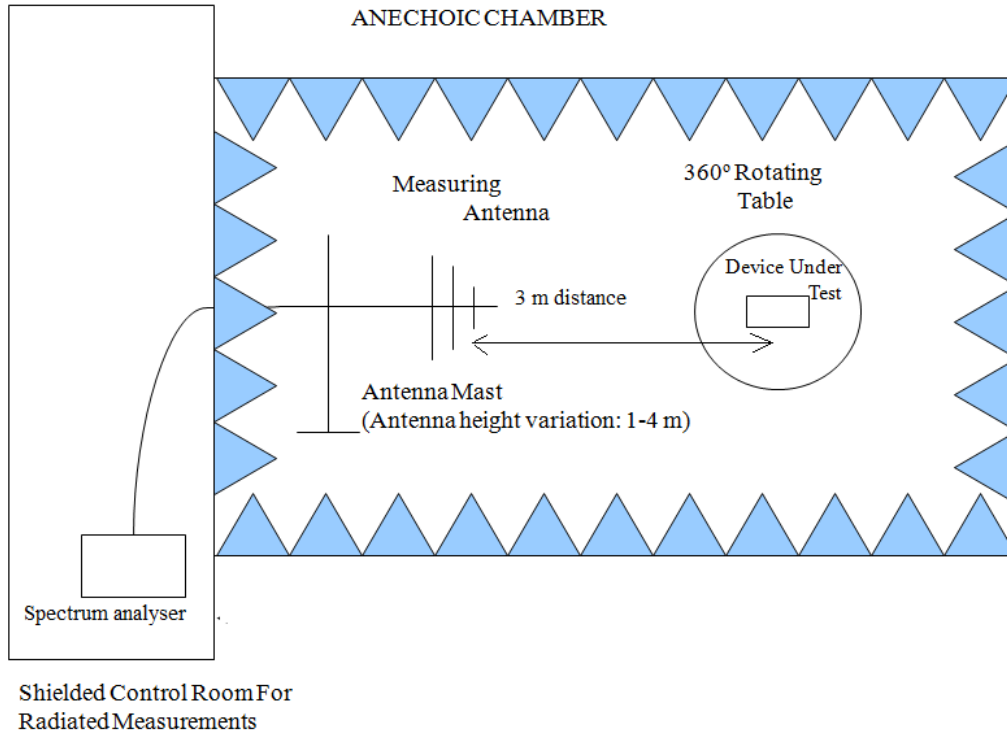 ANECHOIC CHAMBER
360º Rotating
Table
Measuring
Antenna
Device Under
Test
3 m distance
Antenna Mast
(Antenna height variation: 1-4 m)
Spectrum analyser
Shielded Control Room For
Radiated Measurements